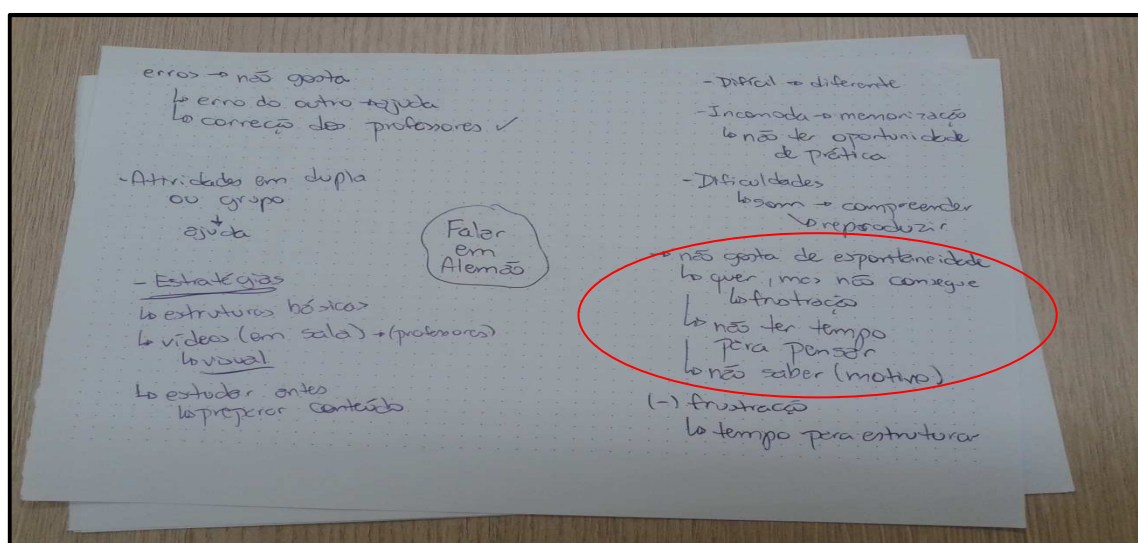 erros → não gosta
↳ erro do outro → ajuda
↳ correção dos professores ✓
- Atividades em dupla
ou grupo
↓
ajuda
- Estratégias
↳ estruturas básicas
↳ vídeos (em sala) → (professores)
↳ visual
↳ estudar antes
↳ preparar conteúdo
Falar
em
Alemão
- Difícil → diferente
- Incomoda → memorização
↳ não ter oportunidade
de prática
- Dificuldades
↳ som → compreender
↘ reproduzir
→ não gosta de espontaneidade
↳ quer, mas não consegue
↳ frustração
↳ não ter tempo
para pensar
↳ não saber (motivo)
(-) frustração
↳ tempo para estruturar